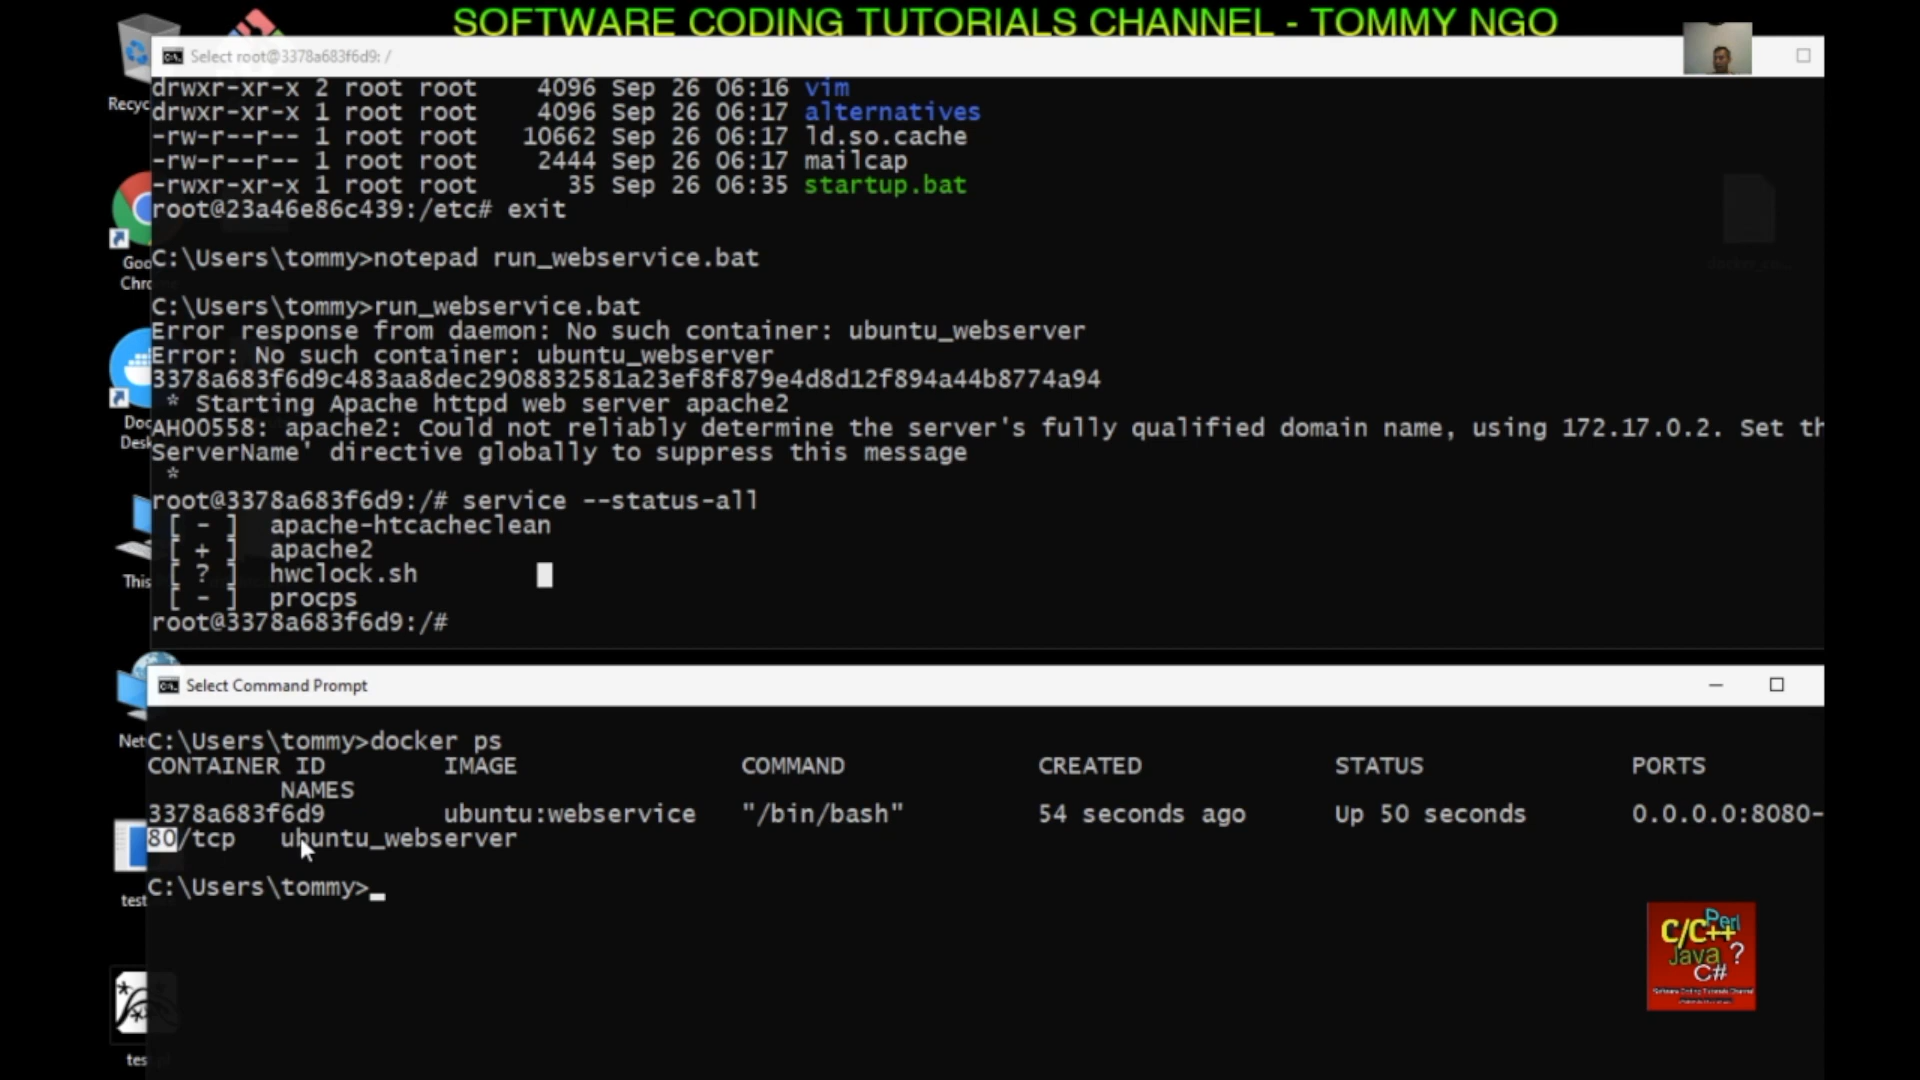 SOFTWARE CODING TUTORIALS CHANNEL - TOMMY NGO
Select root@3378a683f6d9: /
drwxr-xr-x 2 root root 4096 Sep 26 06:16 vim
drwxr-xr-x 1 root root 4096 Sep 26 06:17 alternatives
-rw-r--r-- 1 root root 10662 Sep 26 06:17 ld.so.cache
-rw-r--r-- 1 root root 2444 Sep 26 06:17 mailcap
-rwxr-xr-x 1 root root 35 Sep 26 06:35 startup.bat
root@23a46e86c439:/etc# exit
C:\Users\tommy>notepad run_webservice.bat
C:\Users\tommy>run_webservice.bat
Error response from daemon: No such container: ubuntu_webserver
Error: No such container: ubuntu_webserver
3378a683f6d9c483aa8dec2908832581a23ef8f879e4d8d12f894a44b8774a94
* Starting Apache httpd web server apache2
AH00558: apache2: Could not reliably determine the server's fully qualified domain name, using 172.17.0.2. Set th
ServerName' directive globally to suppress this message
*
root@3378a683f6d9:/# service --status-all
[ - ] apache-htcacheclean
[ + ] apache2
[ ? ] hwclock.sh
[ - ] procps
root@3378a683f6d9:/#
Select Command Prompt
C:\Users\tommy>docker ps
CONTAINER ID IMAGE COMMAND CREATED STATUS PORTS
NAMES
3378a683f6d9 ubuntu:webservice "/bin/bash" 54 seconds ago Up 50 seconds 0.0.0.0:8080-
80/tcp ubuntu_webserver
C:\Users\tommy>
Recyc
Goo
Chro
Doc
Desk
This
Net
test
tes
C/C++
Perl
Java ?
C#
Software Coding Tutorials Channel